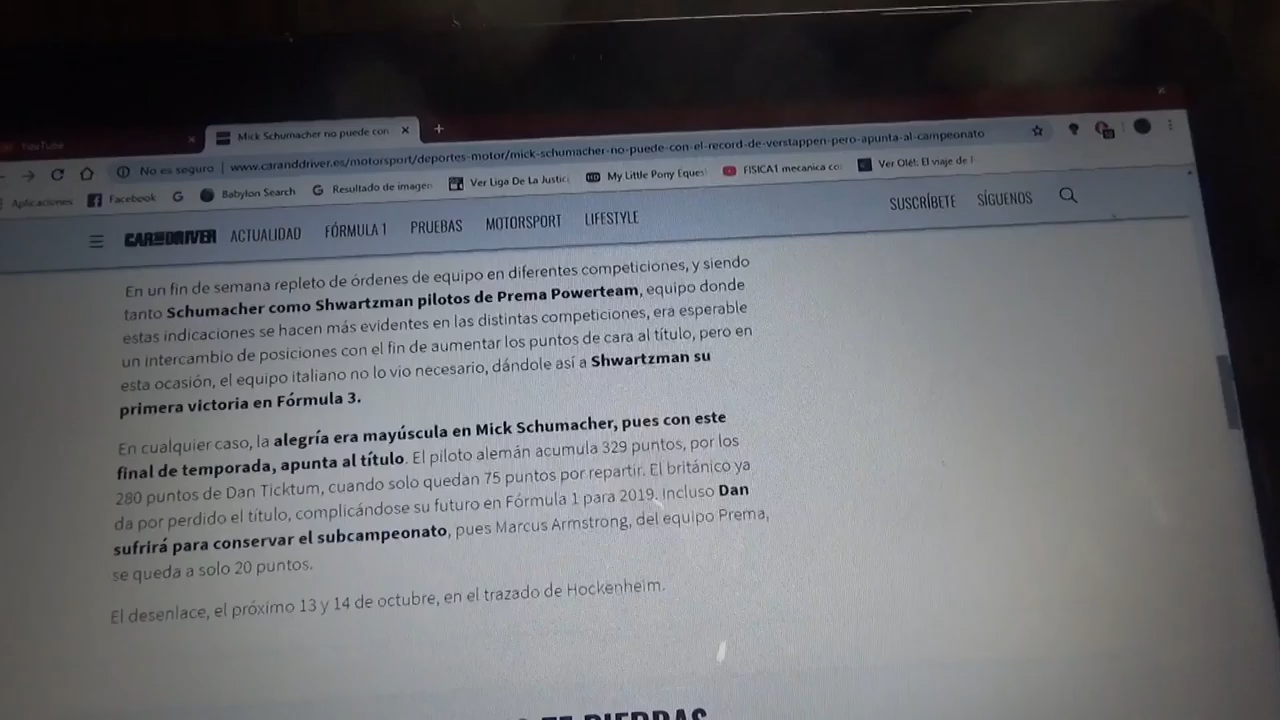 YouTube
Mick Schumacher no puede con
No es seguro | www.caranddriver.es/motorsport/deportes-motor/mick-schumacher-no-puede-con-el-record-de-verstappen-pero-apunta-al-campeonato
Aplicaciones Facebook Babylon Search Resultado de imagen Ver Liga De La Justic: My Little Pony Equest FISICA1 mecanica co: Ver Olé!: El viaje de F
CAR AND DRIVER ACTUALIDAD FÓRMULA 1 PRUEBAS MOTORSPORT LIFESTYLE SUSCRÍBETE SÍGUENOS
En un fin de semana repleto de órdenes de equipo en diferentes competiciones, y siendo
tanto Schumacher como Shwartzman pilotos de Prema Powerteam, equipo donde
estas indicaciones se hacen más evidentes en las distintas competiciones, era esperable
un intercambio de posiciones con el fin de aumentar los puntos de cara al título, pero en
esta ocasión, el equipo italiano no lo vio necesario, dándole así a Shwartzman su
primera victoria en Fórmula 3.
En cualquier caso, la alegría era mayúscula en Mick Schumacher, pues con este
final de temporada, apunta al título. El piloto alemán acumula 329 puntos, por los
280 puntos de Dan Ticktum, cuando solo quedan 75 puntos por repartir. El británico ya
da por perdido el título, complicándose su futuro en Fórmula 1 para 2019. Incluso Dan
sufrirá para conservar el subcampeonato, pues Marcus Armstrong, del equipo Prema,
se queda a solo 20 puntos.
El desenlace, el próximo 13 y 14 de octubre, en el trazado de Hockenheim.
TE PIERDAS